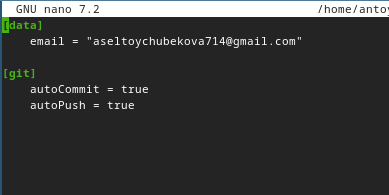 GNU nano 7.2 /home/antoy
[data]
email = "aseltoychubekova714@gmail.com"
[git]
autoCommit = true
autoPush = true